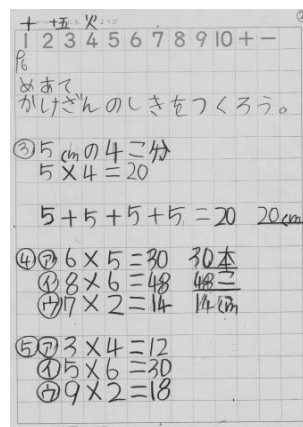 十一 十五 火
1 2 3 4 5 6 7 8 9 10 + −
P6
めあて
かけざんのしきをつくろう。
③ 5cmの4こ分
5×4=20
5+5+5+5=20 20cm
④ ㋐ 6×5=30 30本
㋑ 8×6=48 48こ
㋒ 7×2=14 14cm
⑤ ㋐ 3×4=12
㋑ 5×6=30
㋒ 9×2=18